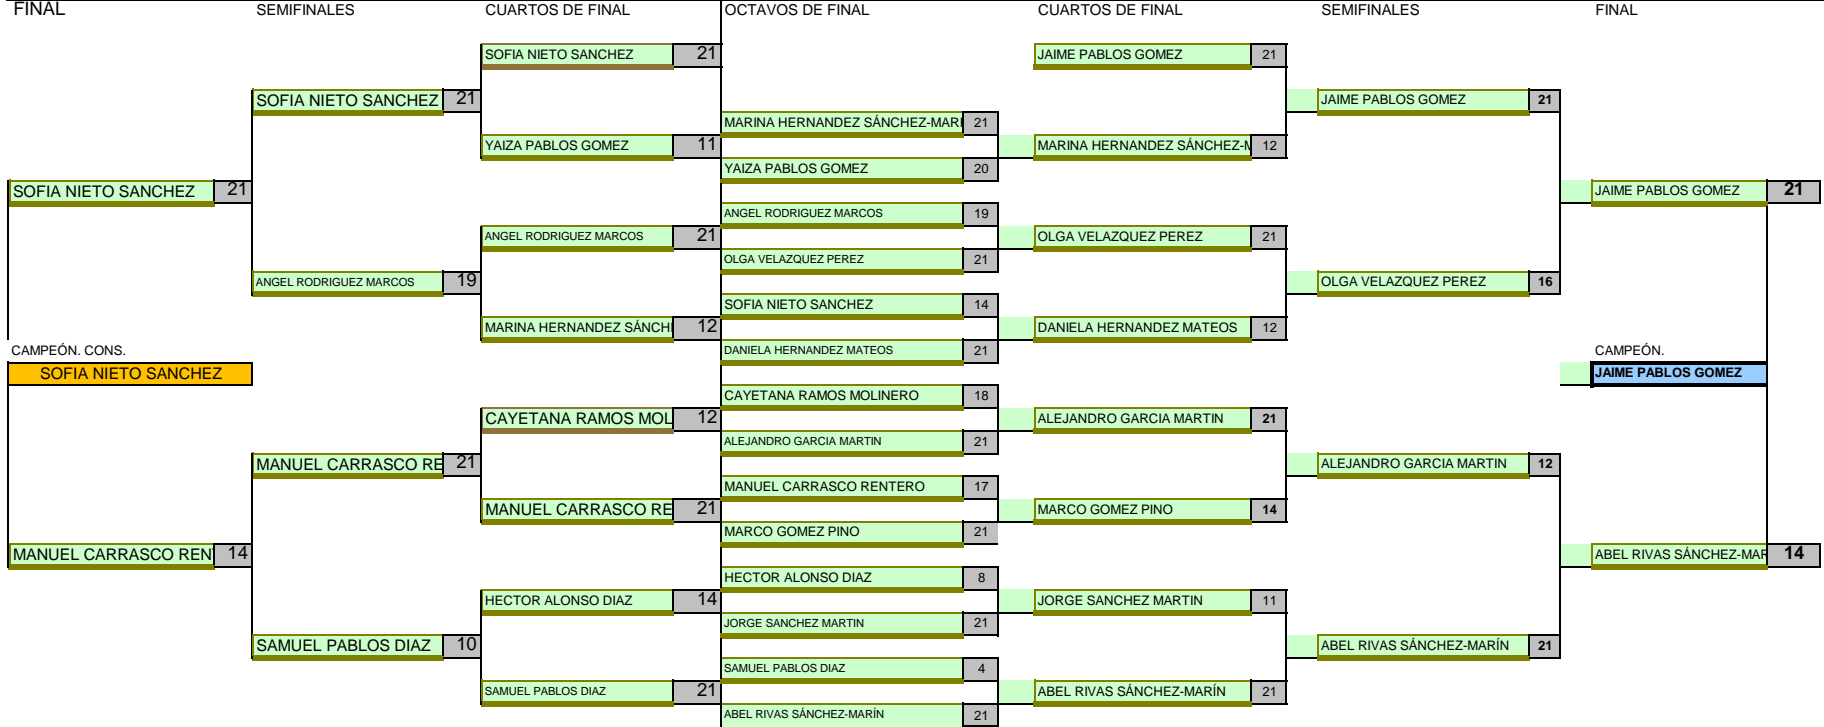 FINAL
SEMIFINALES
CUARTOS DE FINAL
OCTAVOS DE FINAL
CUARTOS DE FINAL
SEMIFINALES
FINAL
SOFIA NIETO SANCHEZ 21
JAIME PABLOS GOMEZ 21
SOFIA NIETO SANCHEZ 21
JAIME PABLOS GOMEZ 21
MARINA HERNANDEZ SÁNCHEZ-MARI 21
YAIZA PABLOS GOMEZ 11
MARINA HERNANDEZ SÁNCHEZ-M 12
YAIZA PABLOS GOMEZ 20
SOFIA NIETO SANCHEZ 21
JAIME PABLOS GOMEZ 21
ANGEL RODRIGUEZ MARCOS 19
ANGEL RODRIGUEZ MARCOS 21
OLGA VELAZQUEZ PEREZ 21
OLGA VELAZQUEZ PEREZ 21
ANGEL RODRIGUEZ MARCOS 19
OLGA VELAZQUEZ PEREZ 16
SOFIA NIETO SANCHEZ 14
MARINA HERNANDEZ SÁNCH 12
DANIELA HERNANDEZ MATEOS 12
CAMPEÓN. CONS.
DANIELA HERNANDEZ MATEOS 21
CAMPEÓN.
SOFIA NIETO SANCHEZ
JAIME PABLOS GOMEZ
CAYETANA RAMOS MOLINERO 18
CAYETANA RAMOS MOL 12
ALEJANDRO GARCIA MARTIN 21
ALEJANDRO GARCIA MARTIN 21
MANUEL CARRASCO RE 21
ALEJANDRO GARCIA MARTIN 12
MANUEL CARRASCO RENTERO 17
MANUEL CARRASCO RE 21
MARCO GOMEZ PINO 14
MARCO GOMEZ PINO 21
MANUEL CARRASCO REN 14
ABEL RIVAS SÁNCHEZ-MAR 14
HECTOR ALONSO DIAZ 8
HECTOR ALONSO DIAZ 14
JORGE SANCHEZ MARTIN 11
JORGE SANCHEZ MARTIN 21
SAMUEL PABLOS DIAZ 10
ABEL RIVAS SÁNCHEZ-MARÍN 21
SAMUEL PABLOS DIAZ 4
SAMUEL PABLOS DIAZ 21
ABEL RIVAS SÁNCHEZ-MARÍN 21
ABEL RIVAS SÁNCHEZ-MARÍN 21